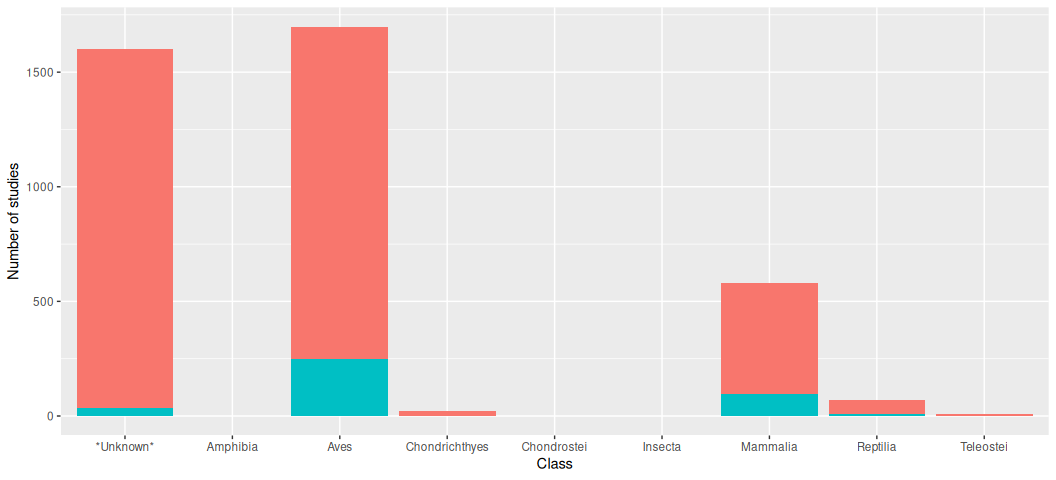 Number of studies
1500
1000
500
0
*Unknown* Amphibia Aves Chondrichthyes Chondrostei Insecta Mammalia Reptilia Teleostei
Class